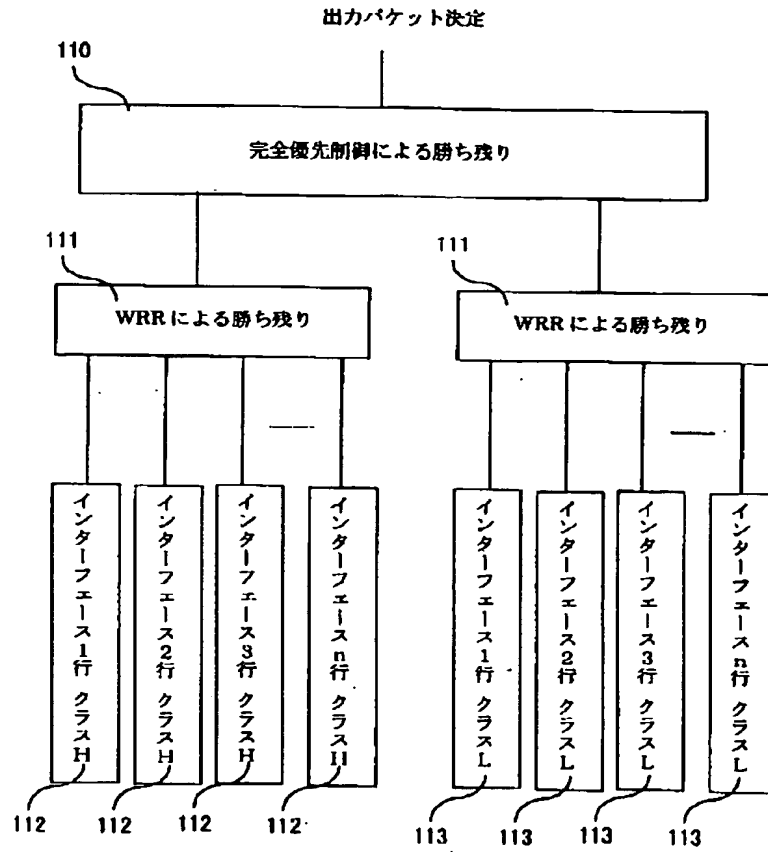 出力パケット決定
110
完全優先制御による勝ち残り
111
WRRによる勝ち残り
111
WRRによる勝ち残り
インターフェース1行 クラスH
インターフェース2行 クラスH
インターフェース3行 クラスH
インターフェースn行 クラスH
インターフェース1行 クラスL
インターフェース2行 クラスL
インターフェース3行 クラスL
インターフェースn行 クラスL
112
112
112
112
113
113
113
113